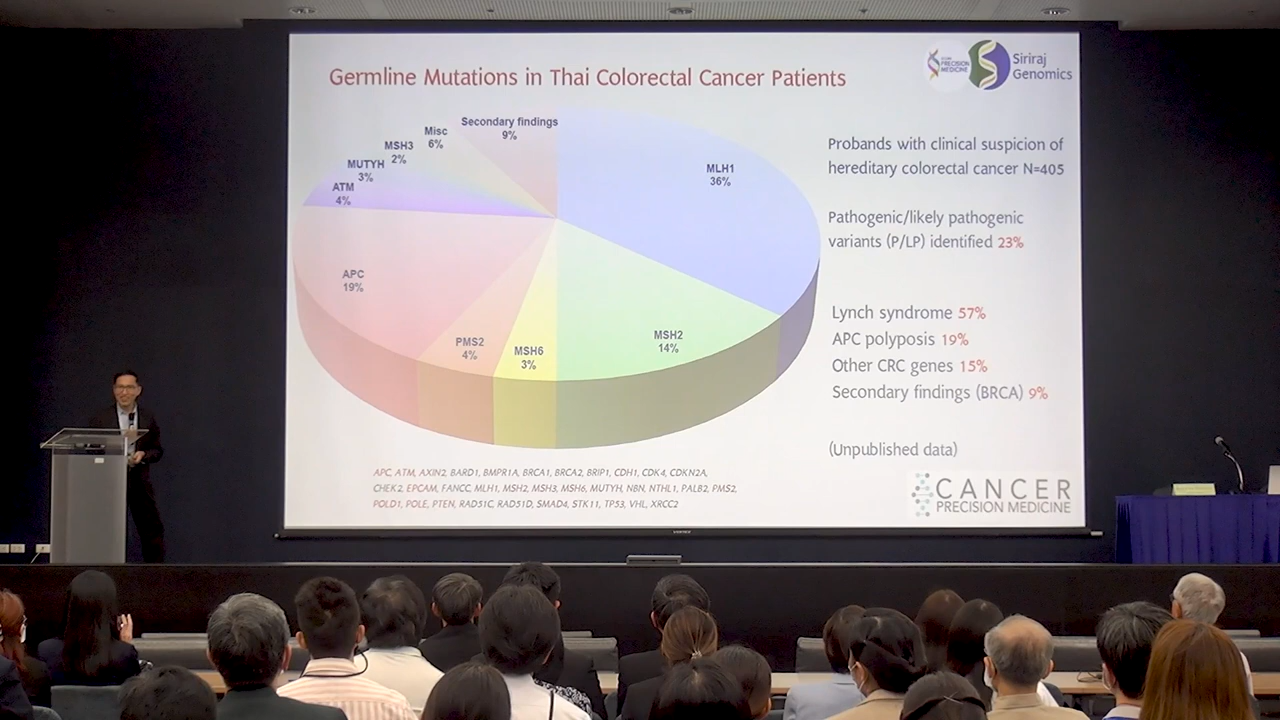 Germline Mutations in Thai Colorectal Cancer Patients
PRECISION
MEDICINE
Siriraj
Genomics
Secondary findings
9%
Misc
6%
MSH3
2%
MUTYH
3%
ATM
4%
MLH1
36%
APC
19%
PMS2
4%
MSH6
3%
MSH2
14%
Probands with clinical suspicion of
hereditary colorectal cancer N=405
Pathogenic/likely pathogenic
variants (P/LP) identified 23%
Lynch syndrome 57%
APC polyposis 19%
Other CRC genes 15%
Secondary findings (BRCA) 9%
(Unpublished data)
APC, ATM, AXIN2, BARD1, BMPR1A, BRCA1, BRCA2, BRIP1, CDH1, CDK4, CDKN2A,
CHEK2, EPCAM, FANCC, MLH1, MSH2, MSH3, MSH6, MUTYH, NBN, NTHL1, PALB2, PMS2,
POLD1, POLE, PTEN, RAD51C, RAD51D, SMAD4, STK11, TP53, VHL, XRCC2
CANCER
PRECISION MEDICINE